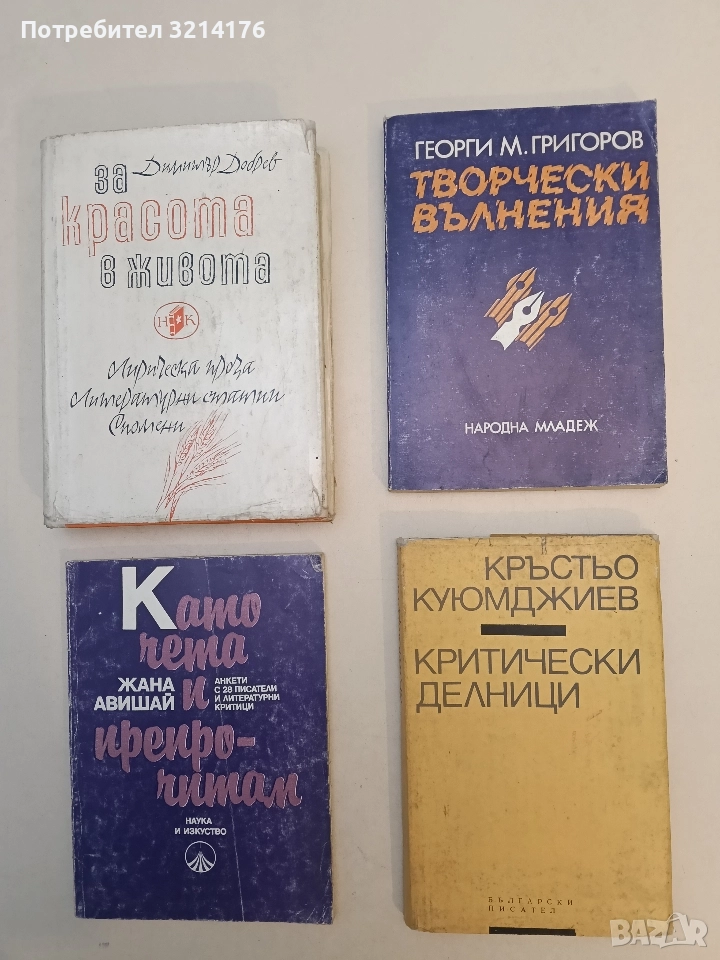 Потребител 3214176
Димитър Добрев
за
красота
в живота
Н К
Лирическа проза
Литературни статии
Спомени
ГЕОРГИ М. ГРИГОРОВ
ТВОРЧЕСКИ
ВЪЛНЕНИЯ
НАРОДНА МЛАДЕЖ
Като
чета
и
препро-
читам
ЖАНА
АВИШАЙ
АНКЕТИ
С 28 ПИСАТЕЛИ
И ЛИТЕРАТУРНИ
КРИТИЦИ
НАУКА
И ИЗКУСТВО
КРЪСТЬО
КУЮМДЖИЕВ
КРИТИЧЕСКИ
ДЕЛНИЦИ
БЪЛГАРСКИ
ПИСАТЕЛ
BAZAR